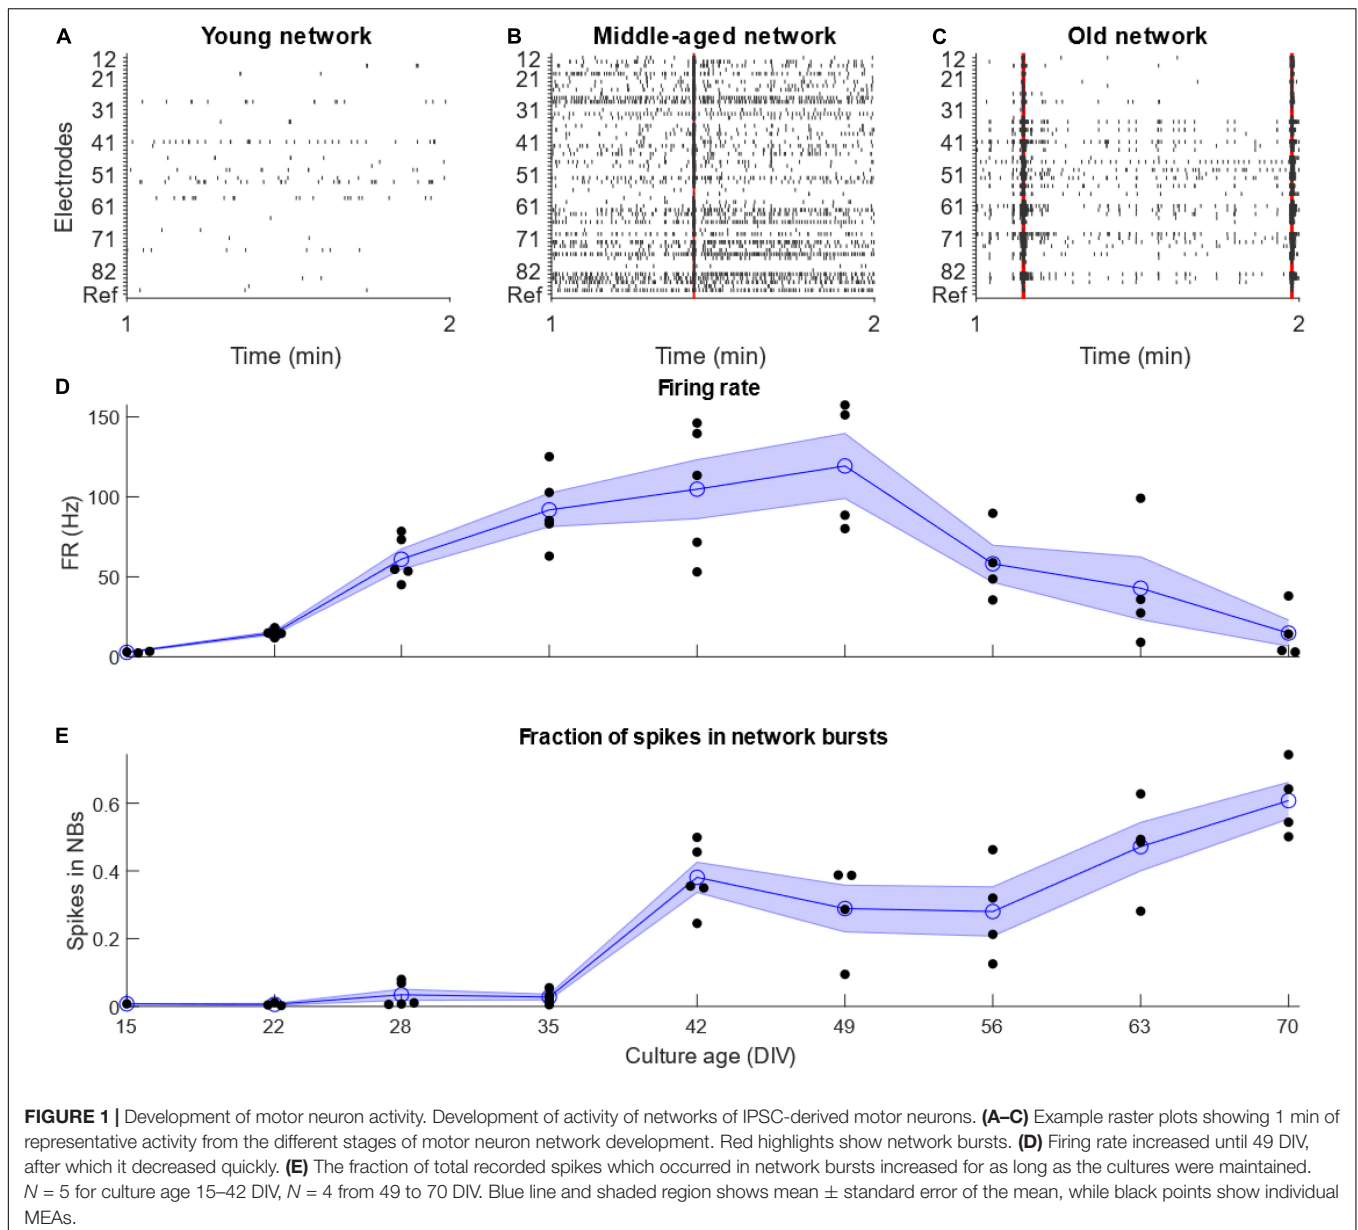 A Young network
B Middle-aged network
C Old network
Electrodes
12
21
31
41
51
61
71
82
Ref
12
21
31
41
51
61
71
82
Ref
12
21
31
41
51
61
71
82
Ref
1 2
1 2
1 2
Time (min)
Time (min)
Time (min)
D Firing rate
FR (Hz)
150
100
50
0
E Fraction of spikes in network bursts
Spikes in NBs
0.6
0.4
0.2
0
15 22 28 35 42 49 56 63 70
Culture age (DIV)
FIGURE 1 | Development of motor neuron activity. Development of activity of networks of IPSC-derived motor neurons. (A–C) Example raster plots showing 1 min of
representative activity from the different stages of motor neuron network development. Red highlights show network bursts. (D) Firing rate increased until 49 DIV,
after which it decreased quickly. (E) The fraction of total recorded spikes which occurred in network bursts increased for as long as the cultures were maintained.
N = 5 for culture age 15–42 DIV, N = 4 from 49 to 70 DIV. Blue line and shaded region shows mean ± standard error of the mean, while black points show individual
MEAs.